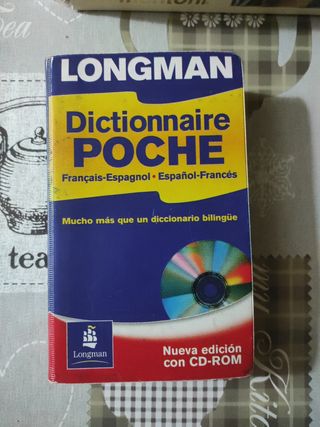 LONGMAN
Dictionnaire
POCHE
Français-Espagnol • Español-Francés
Mucho más que un diccionario bilingüe
Longman
Nueva edición
con CD-ROM
tea
my